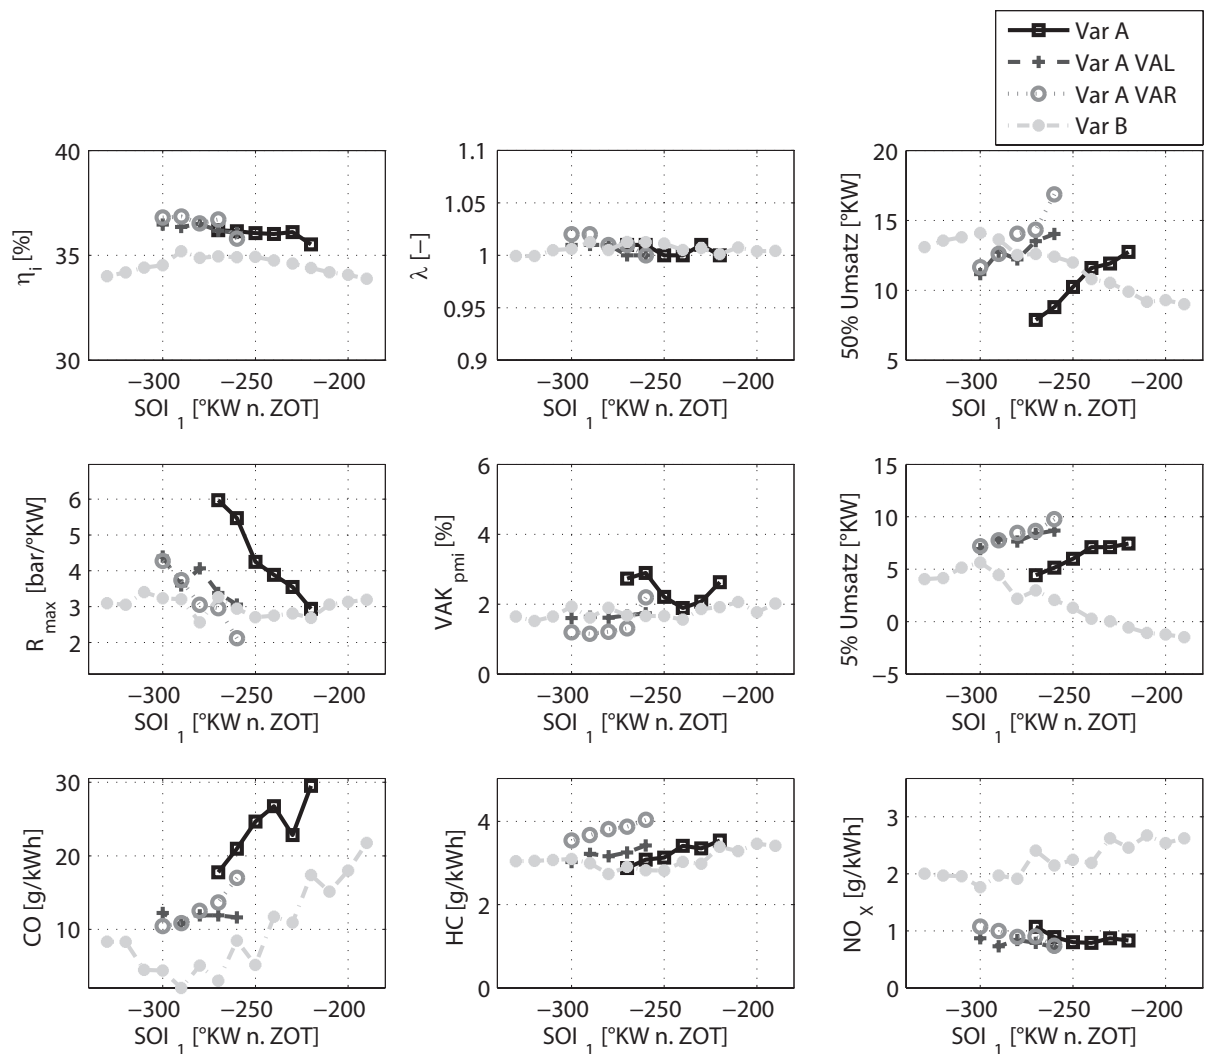 Var A
Var A VAL
Var A VAR
Var B
40
35
30
η_i [%]
−300 −250 −200
SOI_1 [°KW n. ZOT]
1.1
1.05
1
0.95
0.9
λ [−]
−300 −250 −200
SOI_1 [°KW n. ZOT]
20
15
10
5
50% Umsatz [°KW]
−300 −250 −200
SOI_1 [°KW n. ZOT]
6
5
4
3
2
R_max [bar/°KW]
−300 −250 −200
SOI_1 [°KW n. ZOT]
6
4
2
0
VAK_pmi [%]
−300 −250 −200
SOI_1 [°KW n. ZOT]
15
10
5
0
−5
5% Umsatz [°KW]
−300 −250 −200
SOI_1 [°KW n. ZOT]
30
20
10
CO [g/kWh]
−300 −250 −200
SOI_1 [°KW n. ZOT]
4
2
0
HC [g/kWh]
−300 −250 −200
SOI_1 [°KW n. ZOT]
3
2
1
0
NO_X [g/kWh]
−300 −250 −200
SOI_1 [°KW n. ZOT]